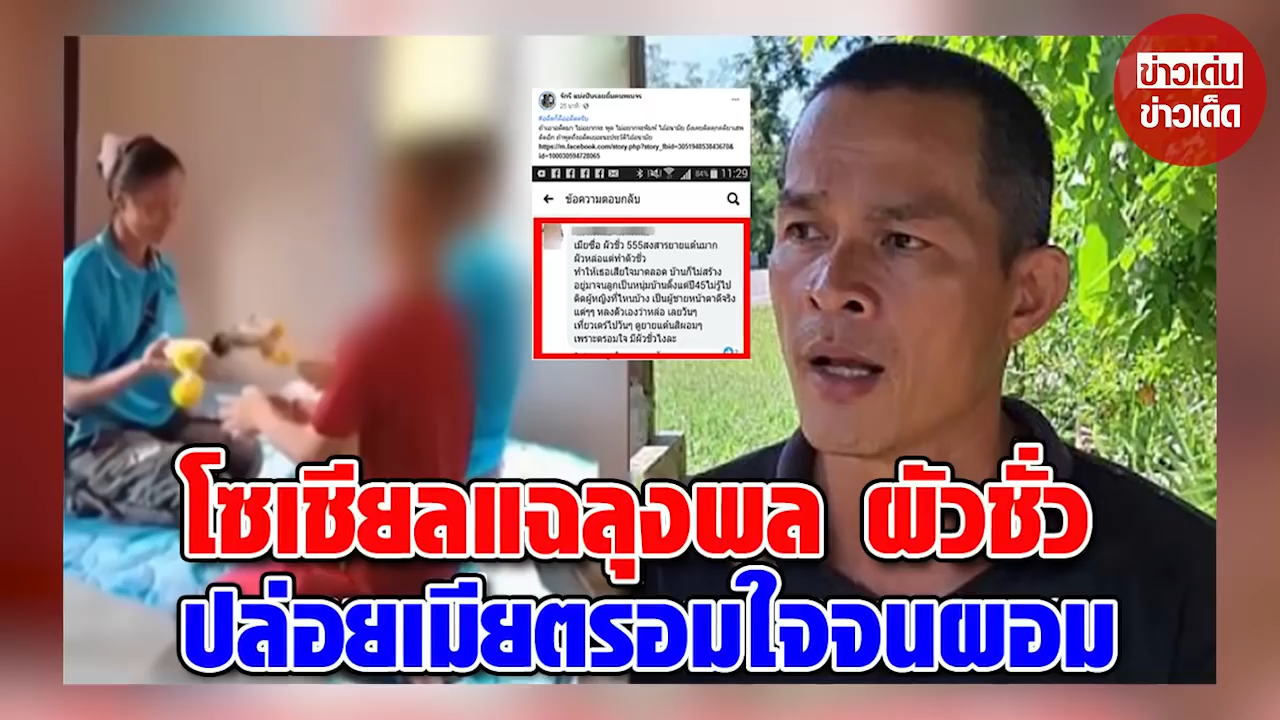 ข่าวเด่น
ข่าวเด็ด
25 นาที
id=100030594728065
84% 11:29
ข้อความตอบกลับ
เมียซื่อ ผัวชั่ว 555สงสารยายแต๋นมาก
ผัวหล่อแต่ทำตัวชั่ว
ทำให้เธอเสียใจมาตลอด บ้านก็ไม่สร้าง
อยู่มาจนลูกเป็นหนุ่มบ้านตั้งแต่ปี45ไม่รู้ไป
ติดผู้หญิงที่ไหนบ้าง เป็นผู้ชายหน้าตาดีจริง
แต่ๆๆ หลงตัวเองว่าหล่อ เลยวันๆ
เที่ยวเตร่ไปวันๆ ดูยายแต๋นสิผอมๆ
เพราะตรอมใจ มีผัวชั่วไงละ
โซเชียลแฉลุงพล ผัวชั่ว
ปล่อยเมียตรอมใจจนผอม